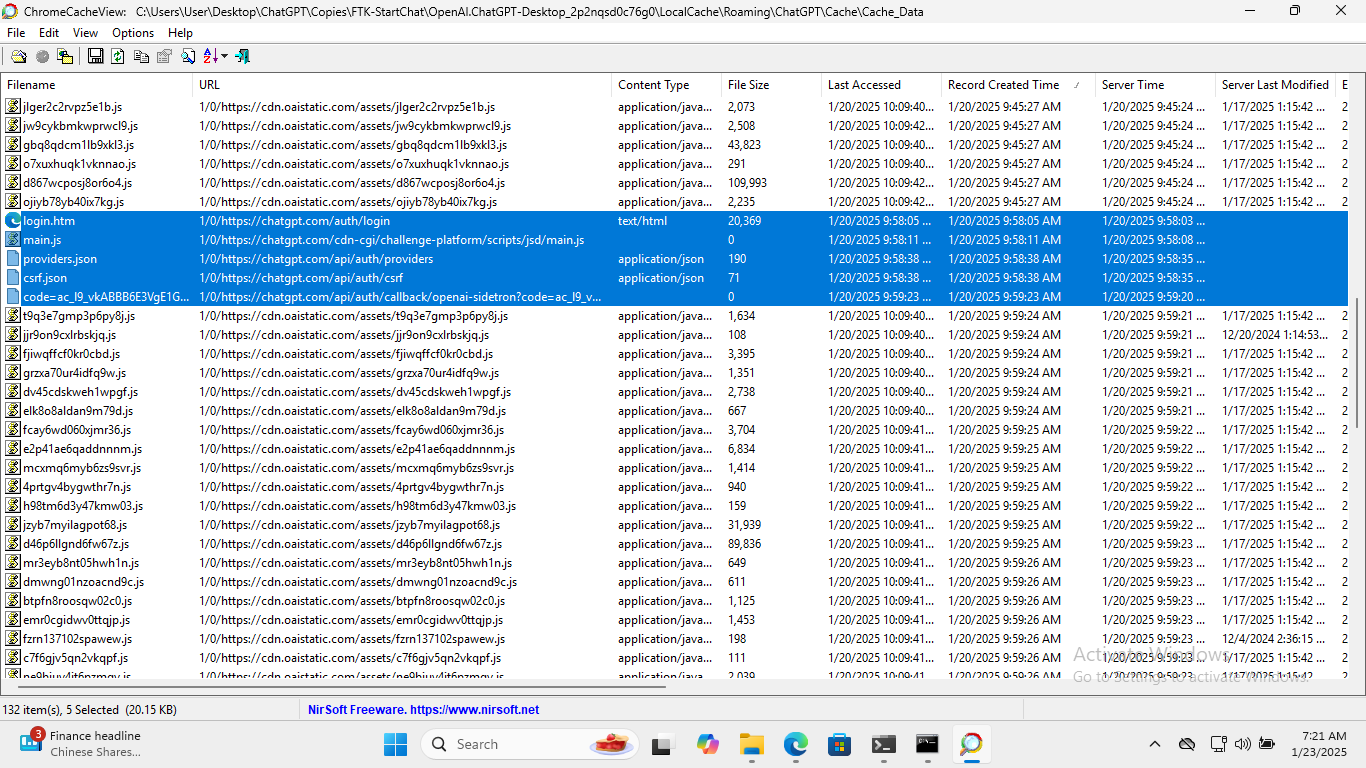 ChromeCacheView: C:\Users\User\Desktop\ChatGPT\Copies\FTK-StartChat\OpenAI.ChatGPT-Desktop_2p2nqsd0c76g0\LocalCache\Roaming\ChatGPT\Cache\Cache_Data
File Edit View Options Help
Filename URL Content Type File Size Last Accessed Record Created Time Server Time Server Last Modified E
jlger2c2rvpz5e1b.js 1/0/https://cdn.oaistatic.com/assets/jlger2c2rvpz5e1b.js application/java... 2,073 1/20/2025 10:09:40... 1/20/2025 9:45:27 AM 1/20/2025 9:45:24 ... 1/17/2025 1:15:42 ... 2
jw9cykbmkwprwcl9.js 1/0/https://cdn.oaistatic.com/assets/jw9cykbmkwprwcl9.js application/java... 2,508 1/20/2025 10:09:42... 1/20/2025 9:45:27 AM 1/20/2025 9:45:24 ... 1/17/2025 1:15:42 ... 2
gbq8qdcm1lb9xkl3.js 1/0/https://cdn.oaistatic.com/assets/gbq8qdcm1lb9xkl3.js application/java... 43,823 1/20/2025 10:09:40... 1/20/2025 9:45:27 AM 1/20/2025 9:45:24 ... 1/17/2025 1:15:42 ... 2
o7xuxhuqk1vknnao.js 1/0/https://cdn.oaistatic.com/assets/o7xuxhuqk1vknnao.js application/java... 291 1/20/2025 10:09:40... 1/20/2025 9:45:27 AM 1/20/2025 9:45:24 ... 1/17/2025 1:15:42 ... 2
d867wcposj8or6o4.js 1/0/https://cdn.oaistatic.com/assets/d867wcposj8or6o4.js application/java... 109,993 1/20/2025 10:09:42... 1/20/2025 9:45:27 AM 1/20/2025 9:45:24 ... 1/17/2025 1:15:42 ... 2
ojiyb78yb40ix7kg.js 1/0/https://cdn.oaistatic.com/assets/ojiyb78yb40ix7kg.js application/java... 2,235 1/20/2025 10:09:40... 1/20/2025 9:45:27 AM 1/20/2025 9:45:24 ... 1/17/2025 1:15:42 ... 2
login.htm 1/0/https://chatgpt.com/auth/login text/html 20,369 1/20/2025 9:58:05 ... 1/20/2025 9:58:05 AM 1/20/2025 9:58:03 ...
main.js 1/0/https://chatgpt.com/cdn-cgi/challenge-platform/scripts/jsd/main.js 0 1/20/2025 9:58:11 ... 1/20/2025 9:58:11 AM 1/20/2025 9:58:08 ...
providers.json 1/0/https://chatgpt.com/api/auth/providers application/json 190 1/20/2025 9:58:38 ... 1/20/2025 9:58:38 AM 1/20/2025 9:58:35 ...
csrf.json 1/0/https://chatgpt.com/api/auth/csrf application/json 71 1/20/2025 9:58:38 ... 1/20/2025 9:58:38 AM 1/20/2025 9:58:35 ...
code=ac_I9_vkABBB6E3VgE1G... 1/0/https://chatgpt.com/api/auth/callback/openai-sidetron?code=ac_I9_v... 0 1/20/2025 9:59:23 ... 1/20/2025 9:59:23 AM 1/20/2025 9:59:20 ...
t9q3e7gmp3p6py8j.js 1/0/https://cdn.oaistatic.com/assets/t9q3e7gmp3p6py8j.js application/java... 1,634 1/20/2025 10:09:40... 1/20/2025 9:59:24 AM 1/20/2025 9:59:21 ... 1/17/2025 1:15:42 ... 2
jjr9on9cxlrbskjq.js 1/0/https://cdn.oaistatic.com/assets/jjr9on9cxlrbskjq.js application/java... 108 1/20/2025 10:09:40... 1/20/2025 9:59:24 AM 1/20/2025 9:59:21 ... 12/20/2024 1:14:53... 2
fjiwqffcf0kr0cbd.js 1/0/https://cdn.oaistatic.com/assets/fjiwqffcf0kr0cbd.js application/java... 3,395 1/20/2025 10:09:40... 1/20/2025 9:59:24 AM 1/20/2025 9:59:21 ... 1/17/2025 1:15:42 ... 2
grzxa70ur4idfq9w.js 1/0/https://cdn.oaistatic.com/assets/grzxa70ur4idfq9w.js application/java... 1,351 1/20/2025 10:09:40... 1/20/2025 9:59:24 AM 1/20/2025 9:59:21 ... 1/17/2025 1:15:42 ... 2
dv45cdskweh1wpgf.js 1/0/https://cdn.oaistatic.com/assets/dv45cdskweh1wpgf.js application/java... 2,738 1/20/2025 10:09:40... 1/20/2025 9:59:24 AM 1/20/2025 9:59:21 ... 1/17/2025 1:15:42 ... 2
elk8o8aldan9m79d.js 1/0/https://cdn.oaistatic.com/assets/elk8o8aldan9m79d.js application/java... 667 1/20/2025 10:09:40... 1/20/2025 9:59:24 AM 1/20/2025 9:59:21 ... 1/17/2025 1:15:42 ... 2
fcay6wd060xjmr36.js 1/0/https://cdn.oaistatic.com/assets/fcay6wd060xjmr36.js application/java... 3,704 1/20/2025 10:09:41... 1/20/2025 9:59:25 AM 1/20/2025 9:59:22 ... 1/17/2025 1:15:42 ... 2
e2p41ae6qaddnnnm.js 1/0/https://cdn.oaistatic.com/assets/e2p41ae6qaddnnnm.js application/java... 6,834 1/20/2025 10:09:41... 1/20/2025 9:59:25 AM 1/20/2025 9:59:22 ... 1/17/2025 1:15:42 ... 2
mcxmq6myb6zs9svr.js 1/0/https://cdn.oaistatic.com/assets/mcxmq6myb6zs9svr.js application/java... 1,414 1/20/2025 10:09:41... 1/20/2025 9:59:25 AM 1/20/2025 9:59:22 ... 1/17/2025 1:15:42 ... 2
4prtgv4bygwthr7n.js 1/0/https://cdn.oaistatic.com/assets/4prtgv4bygwthr7n.js application/java... 940 1/20/2025 10:09:41... 1/20/2025 9:59:25 AM 1/20/2025 9:59:22 ... 1/17/2025 1:15:42 ... 2
h98tm6d3y47kmw03.js 1/0/https://cdn.oaistatic.com/assets/h98tm6d3y47kmw03.js application/java... 159 1/20/2025 10:09:41... 1/20/2025 9:59:25 AM 1/20/2025 9:59:22 ... 1/17/2025 1:15:42 ... 2
jzyb7myilagpot68.js 1/0/https://cdn.oaistatic.com/assets/jzyb7myilagpot68.js application/java... 31,939 1/20/2025 10:09:41... 1/20/2025 9:59:25 AM 1/20/2025 9:59:22 ... 1/17/2025 1:15:42 ... 2
d46p6llgnd6fw67z.js 1/0/https://cdn.oaistatic.com/assets/d46p6llgnd6fw67z.js application/java... 89,836 1/20/2025 10:09:41... 1/20/2025 9:59:25 AM 1/20/2025 9:59:23 ... 1/17/2025 1:15:42 ... 2
mr3eyb8nt05hwh1n.js 1/0/https://cdn.oaistatic.com/assets/mr3eyb8nt05hwh1n.js application/java... 649 1/20/2025 10:09:41... 1/20/2025 9:59:26 AM 1/20/2025 9:59:23 ... 1/17/2025 1:15:42 ... 2
dmwng01nzoacnd9c.js 1/0/https://cdn.oaistatic.com/assets/dmwng01nzoacnd9c.js application/java... 611 1/20/2025 10:09:41... 1/20/2025 9:59:26 AM 1/20/2025 9:59:23 ... 1/17/2025 1:15:42 ... 2
btpfn8roosqw02c0.js 1/0/https://cdn.oaistatic.com/assets/btpfn8roosqw02c0.js application/java... 1,125 1/20/2025 10:09:41... 1/20/2025 9:59:26 AM 1/20/2025 9:59:23 ... 1/17/2025 1:15:42 ... 2
emr0cgidwv0ttqjp.js 1/0/https://cdn.oaistatic.com/assets/emr0cgidwv0ttqjp.js application/java... 1,453 1/20/2025 10:09:41... 1/20/2025 9:59:26 AM 1/20/2025 9:59:23 ... 1/17/2025 1:15:42 ... 2
fzrn137102spawew.js 1/0/https://cdn.oaistatic.com/assets/fzrn137102spawew.js application/java... 198 1/20/2025 10:09:41... 1/20/2025 9:59:26 AM 1/20/2025 9:59:23 ... 12/4/2024 2:36:15 ... 2
c7f6gjv5qn2vkqpf.js 1/0/https://cdn.oaistatic.com/assets/c7f6gjv5qn2vkqpf.js application/java... 111 1/20/2025 10:09:41... 1/20/2025 9:59:26 AM 1/20/2025 9:59:23 ... 1/17/2025 1:15:42 ... 2
Activate Windows
Go to Settings to activate Windows.
132 item(s), 5 Selected (20.15 KB) NirSoft Freeware. https://www.nirsoft.net
3
Finance headline
Chinese Shares...
Search
7:21 AM
1/23/2025